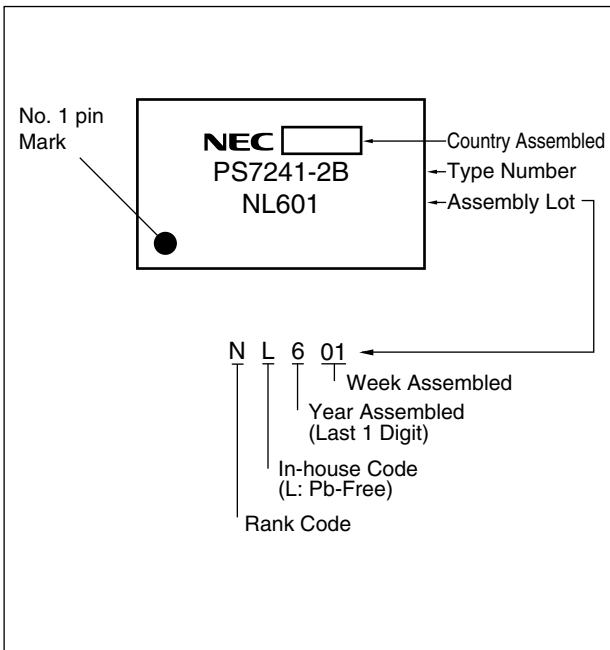 No. 1 pin
Mark
NEC
Country Assembled
PS7241-2B
Type Number
NL601
Assembly Lot
N L 6 01
Week Assembled
Year Assembled
(Last 1 Digit)
In-house Code
(L: Pb-Free)
Rank Code